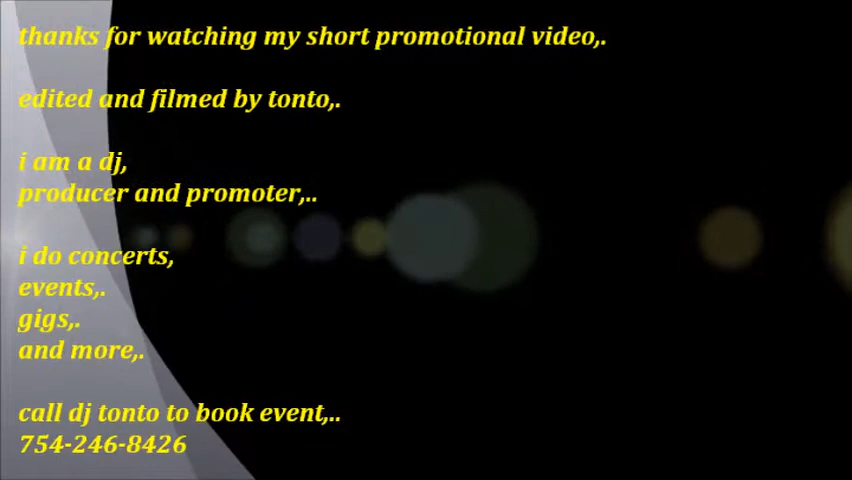 thanks for watching my short promotional video,.
edited and filmed by tonto,.
i am a dj,
producer and promoter,..
i do concerts,
events,.
gigs,.
and more,.
call dj tonto to book event,..
754-246-8426